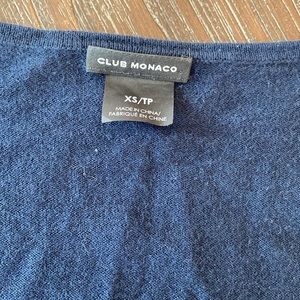 CLUB MONACO
XS/TP
MADE IN CHINA/
FABRIQUÉ EN CHINE